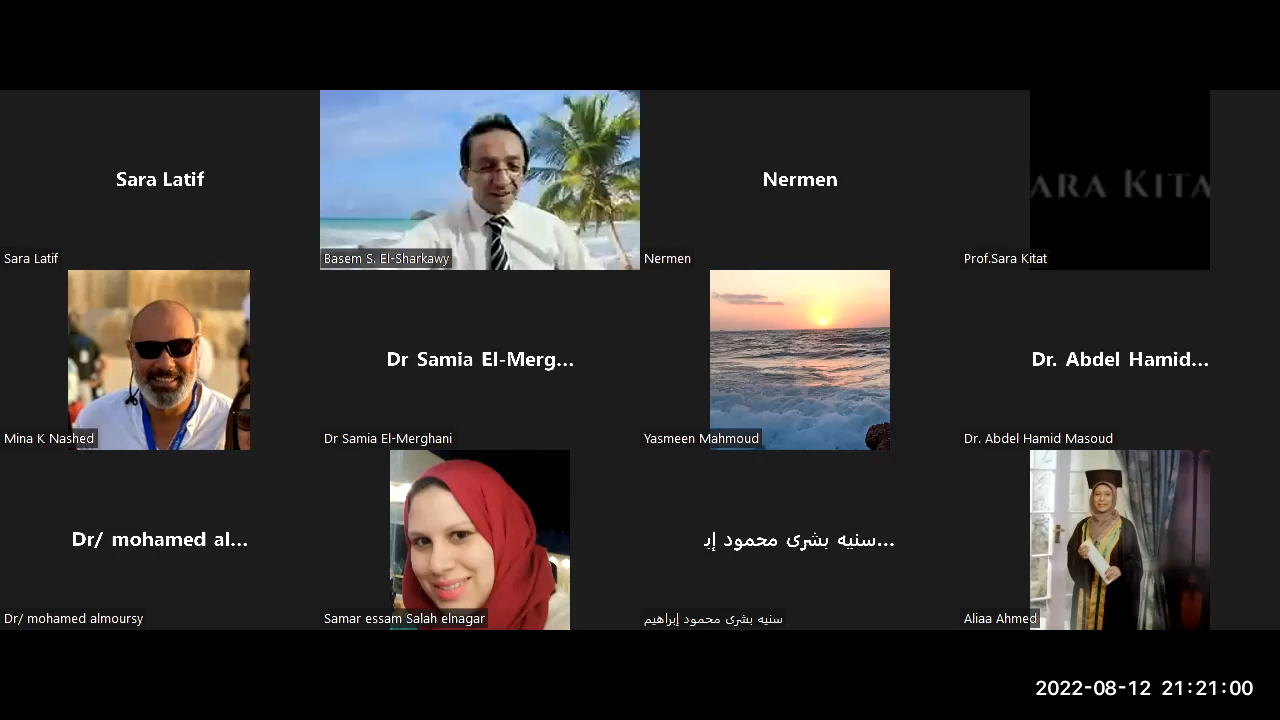 Sara Latif
Sara Latif
Basem S. El-Sharkawy
Nermen
Nermen
ARA KITA
Prof.Sara Kitat
Mina K Nashed
Dr Samia El-Merg...
Dr Samia El-Merghani
Yasmeen Mahmoud
Dr. Abdel Hamid...
Dr. Abdel Hamid Masoud
Dr/ mohamed al...
Dr/ mohamed almoursy
Samar essam Salah elnagar
سنيه بشرى محمود إب...
سنيه بشرى محمود إبراهيم
Aliaa Ahmed
2022-08-12 21:21:00